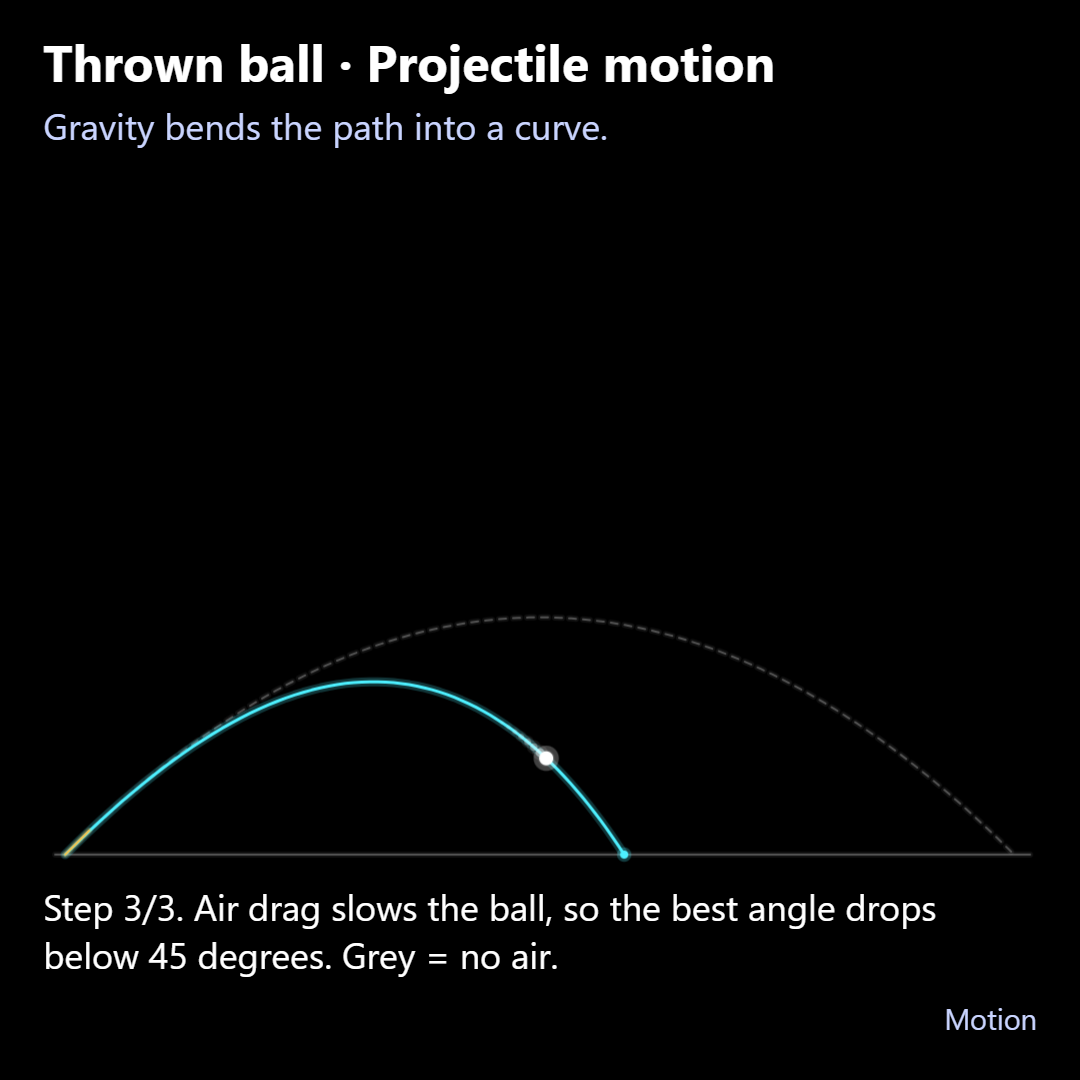 Thrown ball · Projectile motion
Gravity bends the path into a curve.
Step 3/3. Air drag slows the ball, so the best angle drops
below 45 degrees. Grey = no air.
Motion